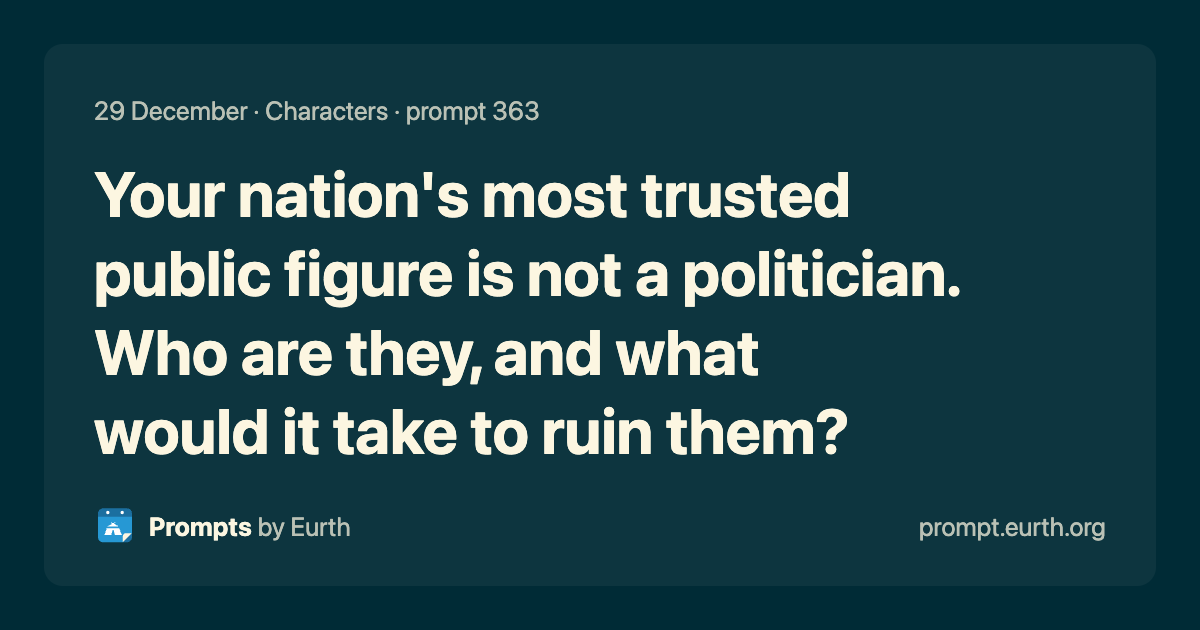 29 December · Characters · prompt 363
Your nation's most trusted
public figure is not a politician.
Who are they, and what
would it take to ruin them?
Prompts by Eurth
prompt.eurth.org